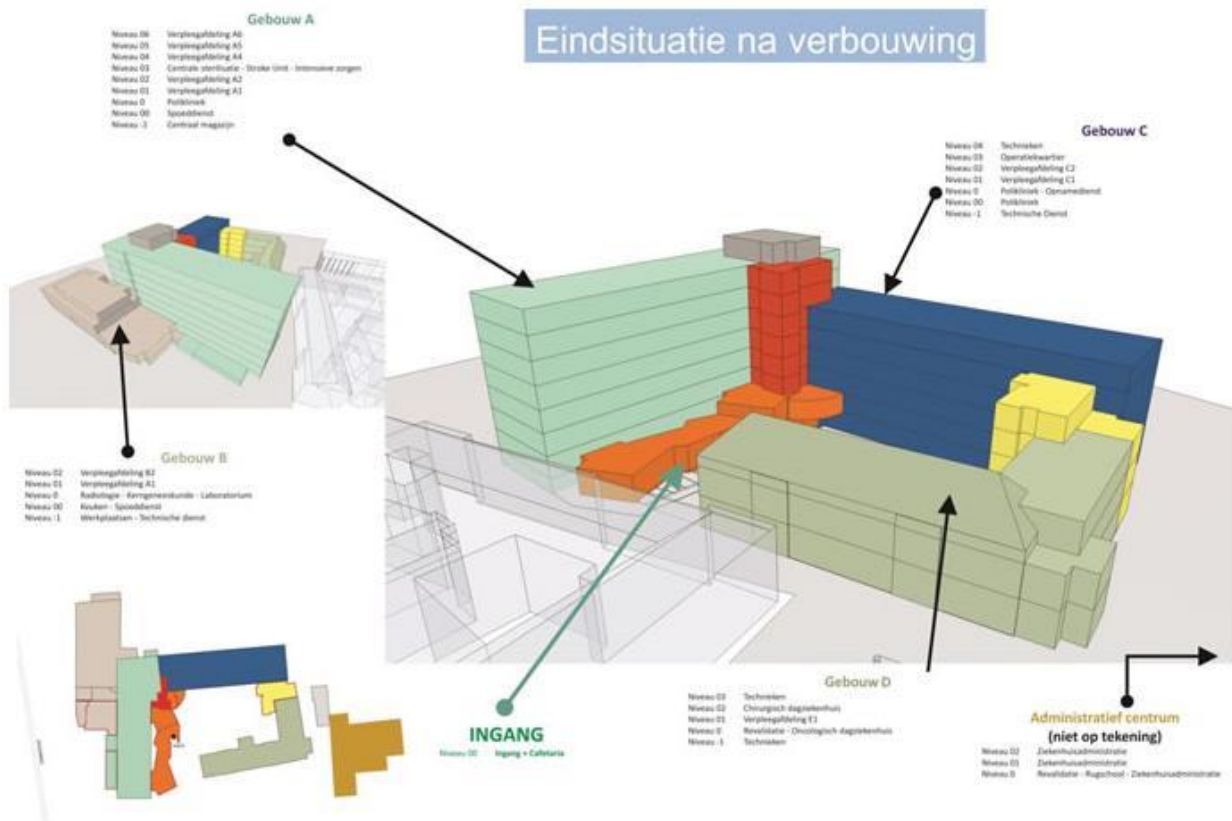 Eindsituatie na verbouwing
Gebouw A
Niveau 06 Verpleegafdeling A6
Niveau 05 Verpleegafdeling A5
Niveau 04 Verpleegafdeling A4
Niveau 03 Centrale sterilisatie - Stroke Unit - Intensieve zorgen
Niveau 02 Verpleegafdeling A2
Niveau 01 Verpleegafdeling A1
Niveau 0 Polikliniek
Niveau 00 Spoeddienst
Niveau -1 Centraal magazijn
Gebouw C
Niveau 04 Technieken
Niveau 03 Operatiekwartier
Niveau 02 Verpleegafdeling C2
Niveau 01 Verpleegafdeling C1
Niveau 0 Polikliniek - Opnamedienst
Niveau 00 Polikliniek
Niveau -1 Technische Dienst
Gebouw B
Niveau 02 Verpleegafdeling B2
Niveau 01 Verpleegafdeling A1
Niveau 0 Radiologie - Kerngeneeskunde - Laboratorium
Niveau 00 Keuken - Spoeddienst
Niveau -1 Werkplaatsen - Technische dienst
INGANG
Niveau 00 Ingang + Cafetaria
Gebouw D
Niveau 03 Technieken
Niveau 02 Chirurgisch dagziekenhuis
Niveau 01 Verpleegafdeling E1
Niveau 0 Revalidatie - Oncologisch dagziekenhuis
Niveau -1 Technieken
Administratief centrum
(niet op tekening)
Niveau 02 Ziekenhuisadministratie
Niveau 01 Ziekenhuisadministratie
Niveau 0 Revalidatie - Rugschool - Ziekenhuisadministratie